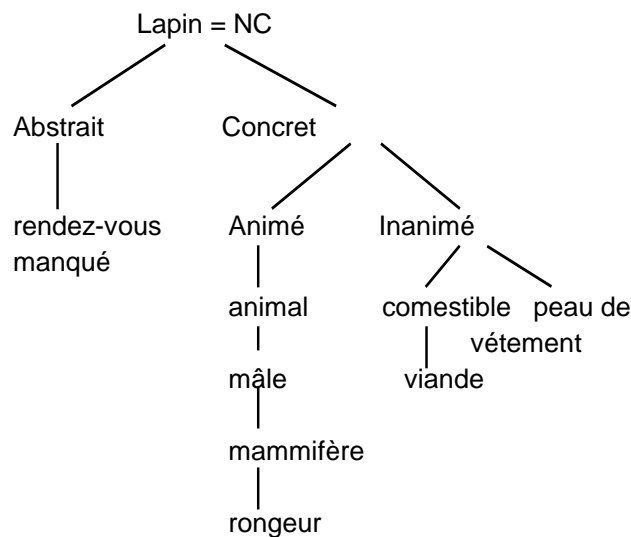 Lapin = NC
Abstrait Concret
rendez-vous Animé Inanimé
manqué
animal comestible peau de
vétement
mâle viande
mammifère
rongeur